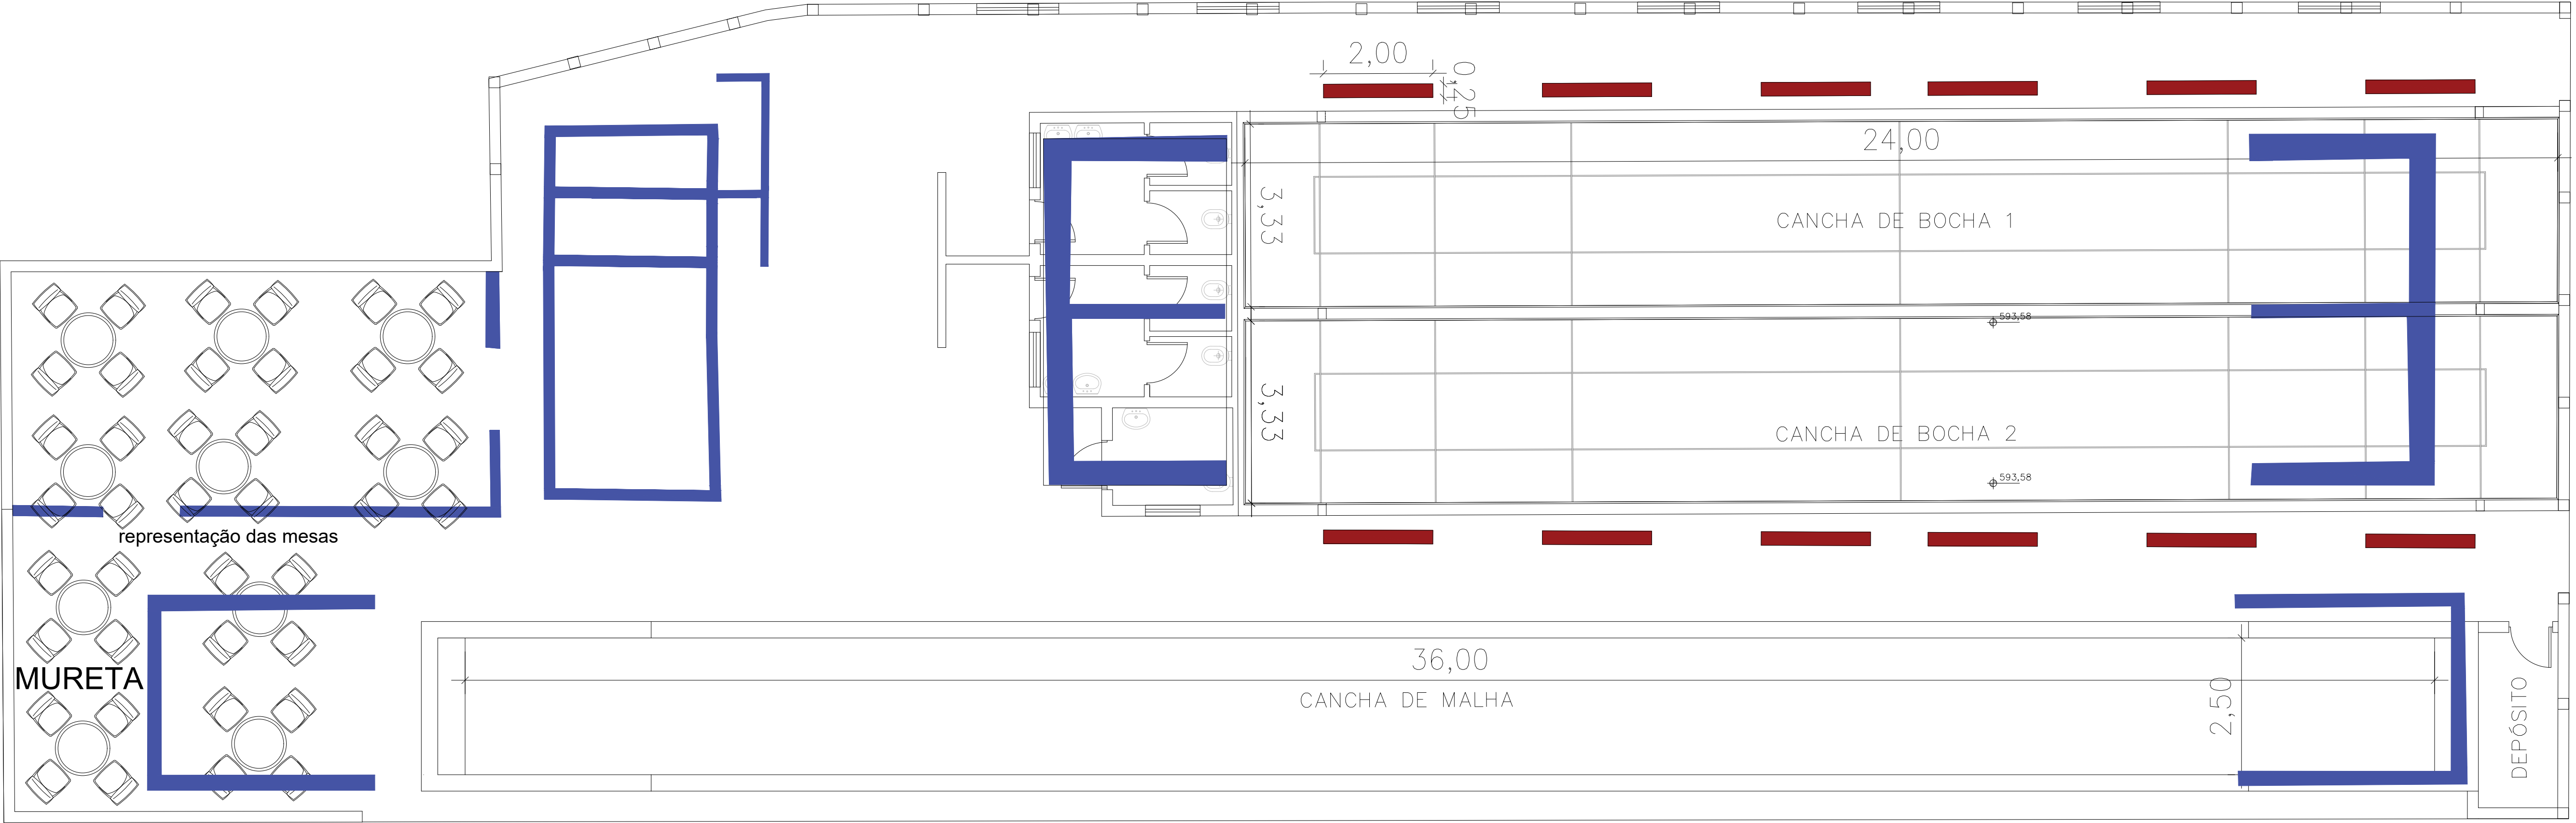 2,00
0,25
24,00
3,33
CANCHA DE BOCHA 1
593,58
3,33
CANCHA DE BOCHA 2
593,58
representação das mesas
MURETA
36,00
CANCHA DE MALHA
2,50
DEPÓSITO